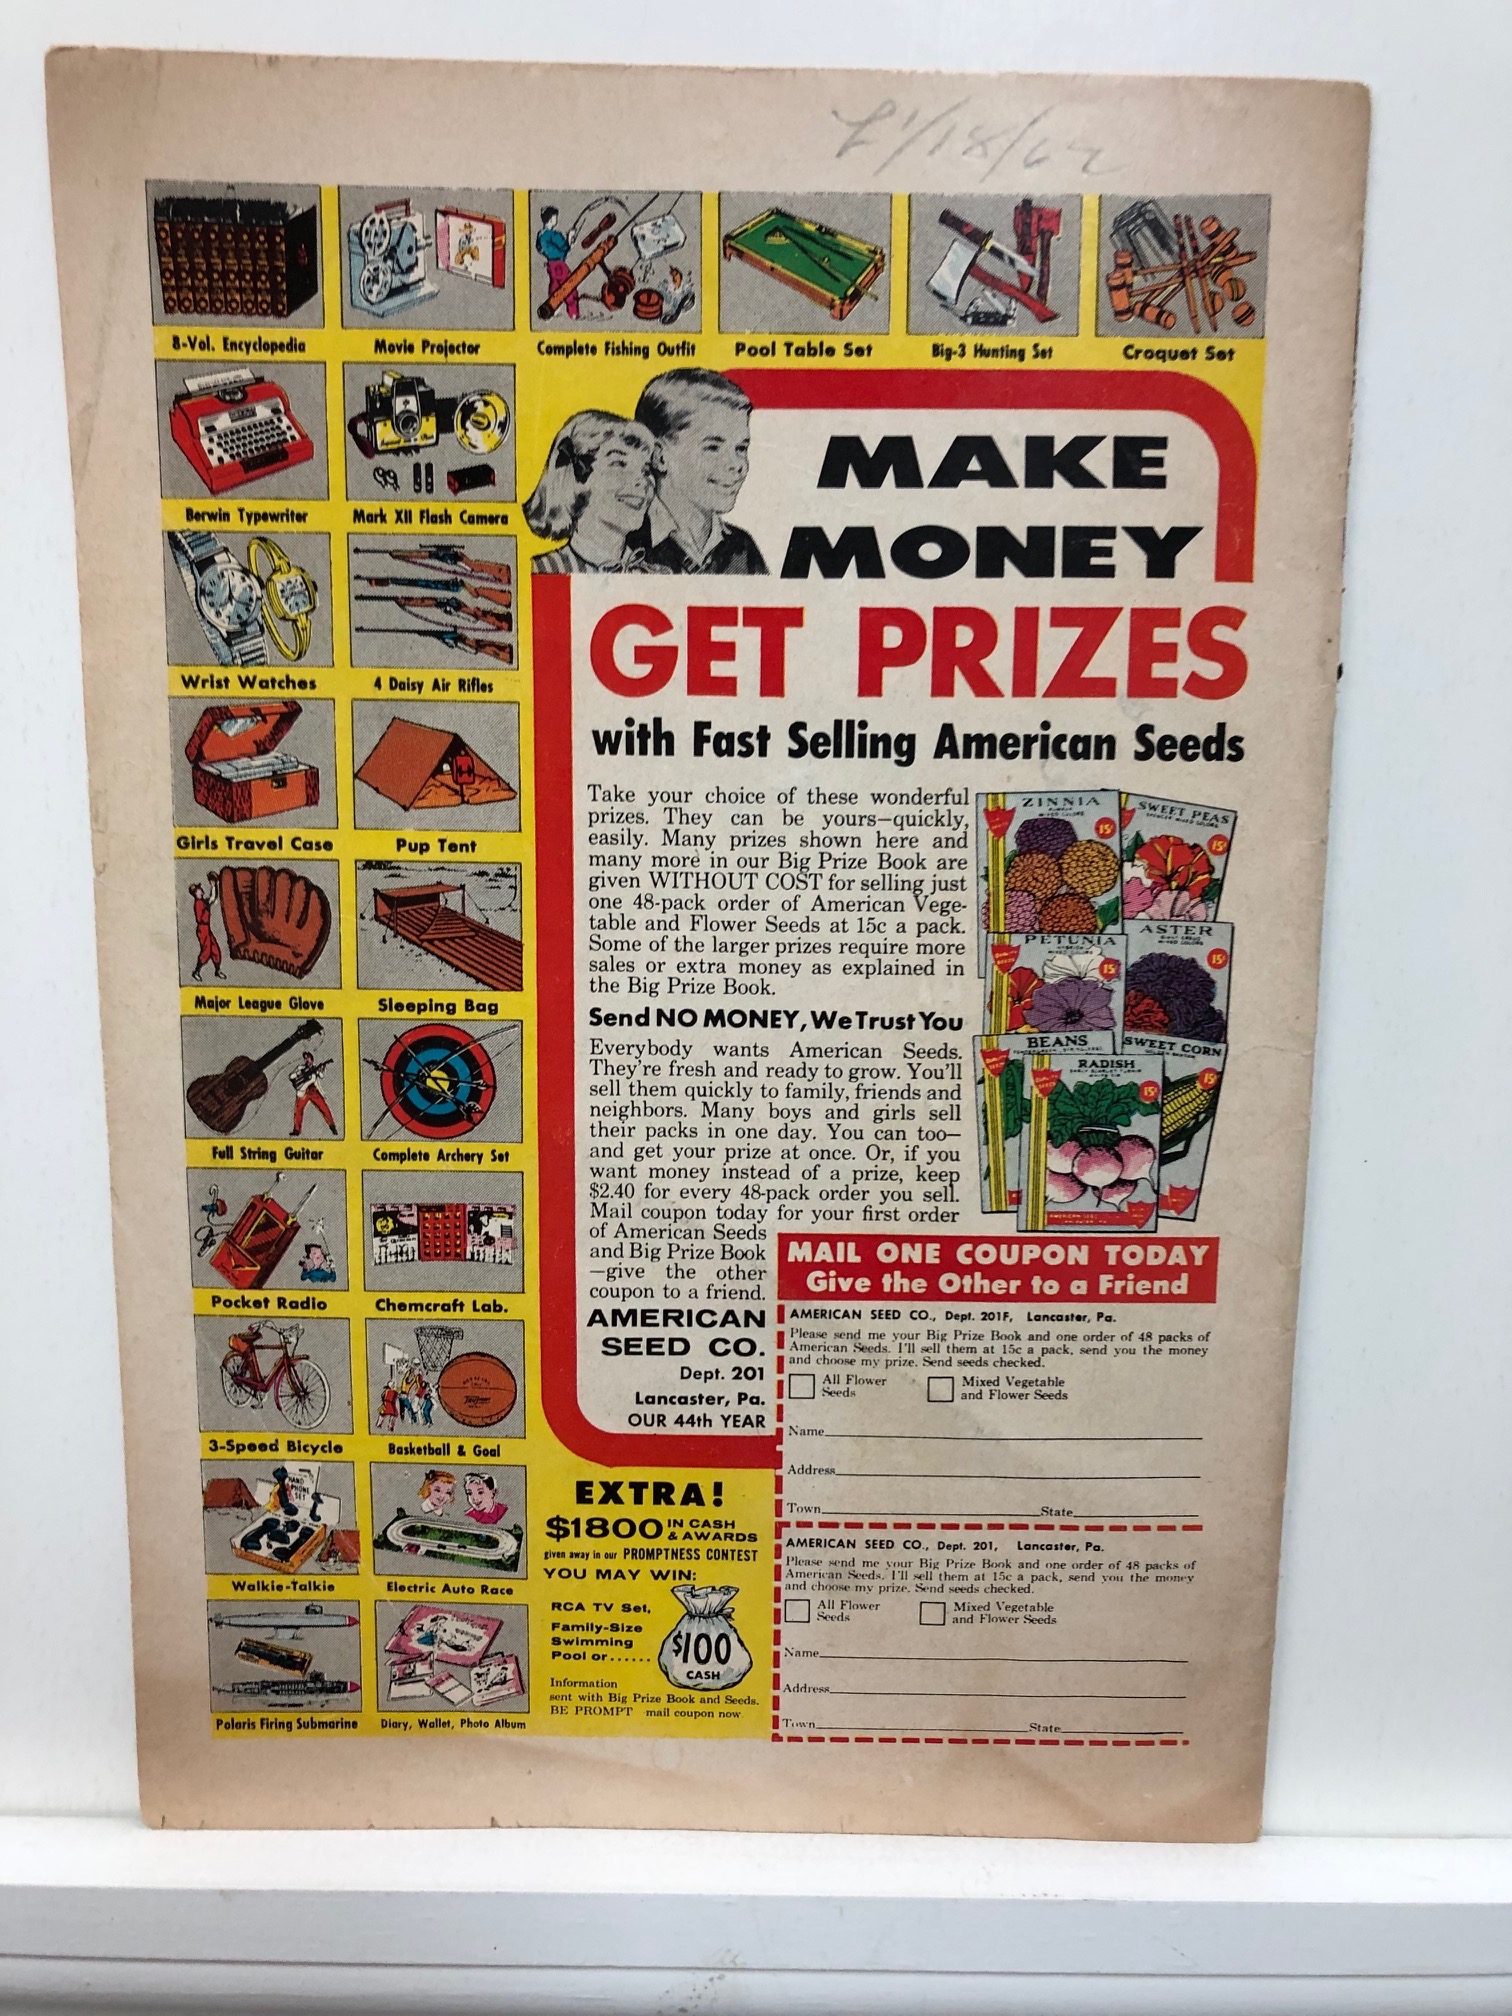 8-Vol. Encyclopedia
Movie Projector
Complete Fishing Outfit
Pool Table Set
Big-3 Hunting Set
Croquet Set
Berwin Typewriter
Mark XII Flash Camera
Wrist Watches
4 Daisy Air Rifles
Girls Travel Case
Pup Tent
Major League Glove
Sleeping Bag
Full String Guitar
Complete Archery Set
Pocket Radio
Chemcraft Lab.
3-Speed Bicycle
Basketball & Goal
HAND
PHONE
SET
Walkie-Talkie
Electric Auto Race
Polaris Firing Submarine
Diary, Wallet, Photo Album
MAKE
MONEY
GET PRIZES
with Fast Selling American Seeds
Take your choice of these wonderful
prizes. They can be yours—quickly,
easily. Many prizes shown here and
many more in our Big Prize Book are
given WITHOUT COST for selling just
one 48-pack order of American Vege-
table and Flower Seeds at 15c a pack.
Some of the larger prizes require more
sales or extra money as explained in
the Big Prize Book.
Send NO MONEY, We Trust You
Everybody wants American Seeds.
They're fresh and ready to grow. You'll
sell them quickly to family, friends and
neighbors. Many boys and girls sell
their packs in one day. You can too—
and get your prize at once. Or, if you
want money instead of a prize, keep
$2.40 for every 48-pack order you sell.
Mail coupon today for your first order
of American Seeds
and Big Prize Book
—give the other
coupon to a friend.
AMERICAN
SEED CO.
Dept. 201
Lancaster, Pa.
OUR 44th YEAR
ZINNIA
MIXED COLORS
15¢
SWEET PEAS
SPENCER MIXED COLORS
15¢
PETUNIA
MIXED COLORS
15¢
ASTER
MIXED COLORS
15¢
BEANS
SWEET CORN
15¢
RADISH
15¢
MAIL ONE COUPON TODAY
Give the Other to a Friend
AMERICAN SEED CO., Dept. 201F, Lancaster, Pa.
Please send me your Big Prize Book and one order of 48 packs of
American Seeds. I'll sell them at 15c a pack, send you the money
and choose my prize. Send seeds checked.
All Flower Seeds
Mixed Vegetable and Flower Seeds
Name
Address
Town State
AMERICAN SEED CO., Dept. 201, Lancaster, Pa.
Please send me your Big Prize Book and one order of 48 packs of
American Seeds. I'll sell them at 15c a pack, send you the money
and choose my prize. Send seeds checked.
All Flower Seeds
Mixed Vegetable and Flower Seeds
Name
Address
Town State
EXTRA!
$1800 IN CASH & AWARDS
given away in our PROMPTNESS CONTEST
YOU MAY WIN:
RCA TV Set,
Family-Size
Swimming
Pool or......
$100
CASH
Information
sent with Big Prize Book and Seeds.
BE PROMPT mail coupon now